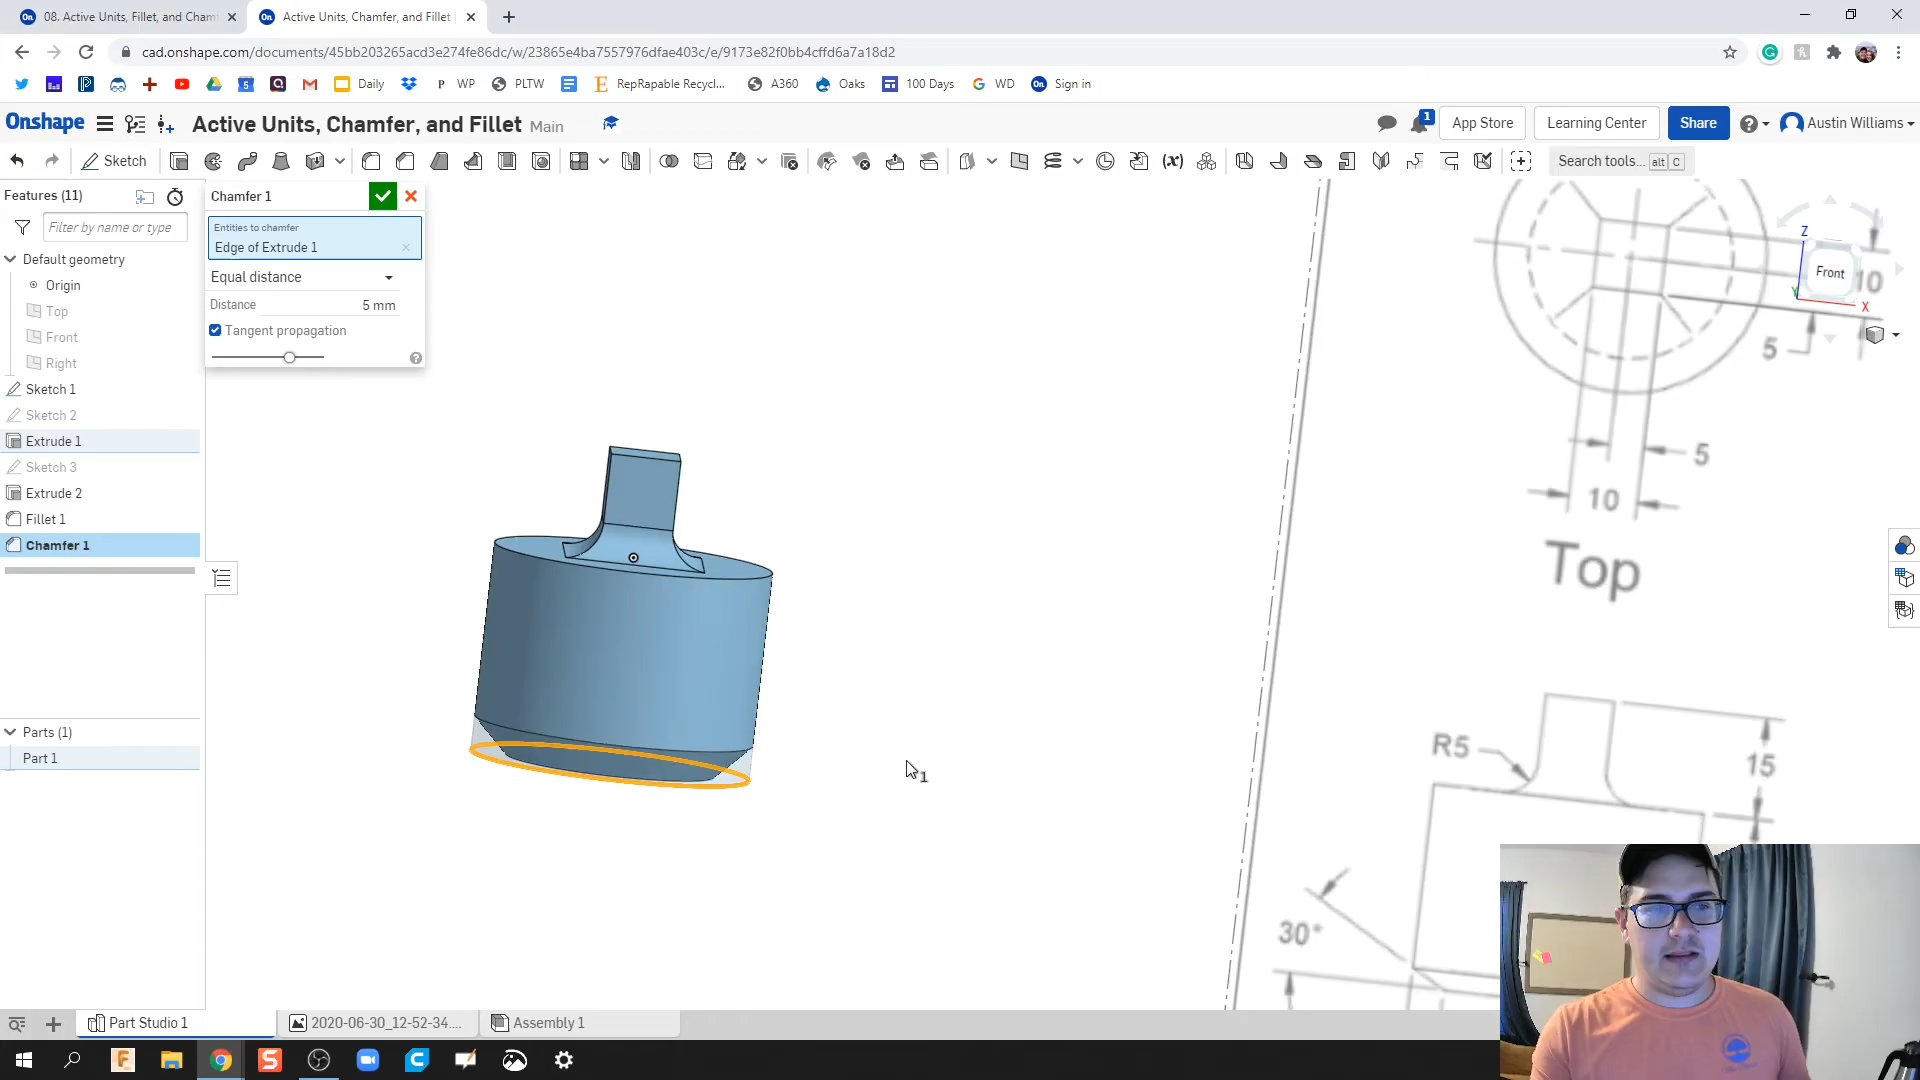 08. Active Units, Fillet, and Cham
Active Units, Chamfer, and Fillet
cad.onshape.com/documents/45bb203265acd3e274fe86dc/w/23865e4ba7557976dfae403c/e/9173e82f0bb4cffd6a7a18d2
Daily
WP
PLTW
RepRapable Recycl...
A360
Oaks
100 Days
WD
Sign in
Onshape
Active Units, Chamfer, and Fillet Main
1
App Store
Learning Center
Share
Austin Williams
Sketch
Search tools... alt C
Features (11)
Filter by name or type
Default geometry
Origin
Top
Front
Right
Sketch 1
Sketch 2
Extrude 1
Sketch 3
Extrude 2
Fillet 1
Chamfer 1
Parts (1)
Part 1
Chamfer 1
Entities to chamfer
Edge of Extrude 1
Equal distance
Distance 5 mm
Tangent propagation
1
Z
Front
Y
X
10
5
5
10
Top
R5
15
30°
Part Studio 1
2020-06-30_12-52-34....
Assembly 1